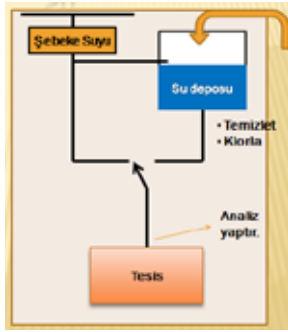 Şebeke Suyu
Su deposu
• Temizlet
• Klorla
Analiz
yaptır.
Tesis